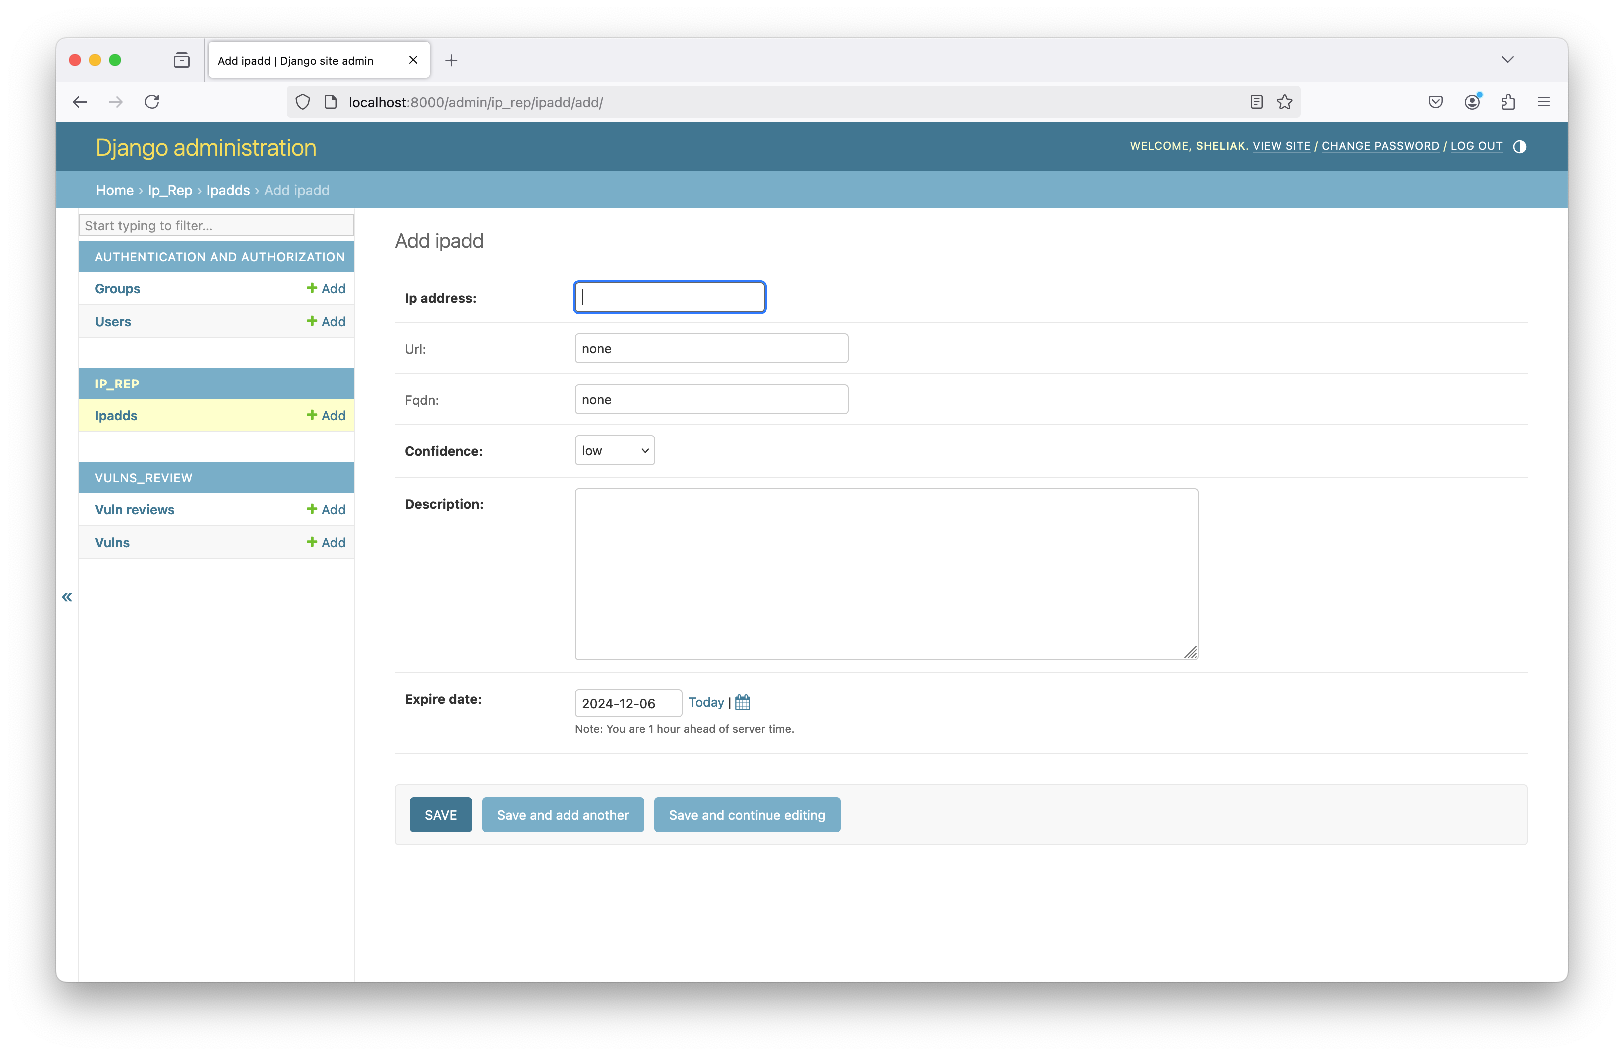 Add ipadd | Django site admin
localhost:8000/admin/ip_rep/ipadd/add/
Django administration
WELCOME, SHELIAK. VIEW SITE / CHANGE PASSWORD / LOG OUT
Home › Ip_Rep › Ipadds › Add ipadd
Start typing to filter...
AUTHENTICATION AND AUTHORIZATION
Groups + Add
Users + Add
IP_REP
Ipadds + Add
VULNS_REVIEW
Vuln reviews + Add
Vulns + Add
«
Add ipadd
Ip address:
Url: none
Fqdn: none
Confidence: low
Description:
Expire date: 2024-12-06 Today |
Note: You are 1 hour ahead of server time.
SAVE Save and add another Save and continue editing